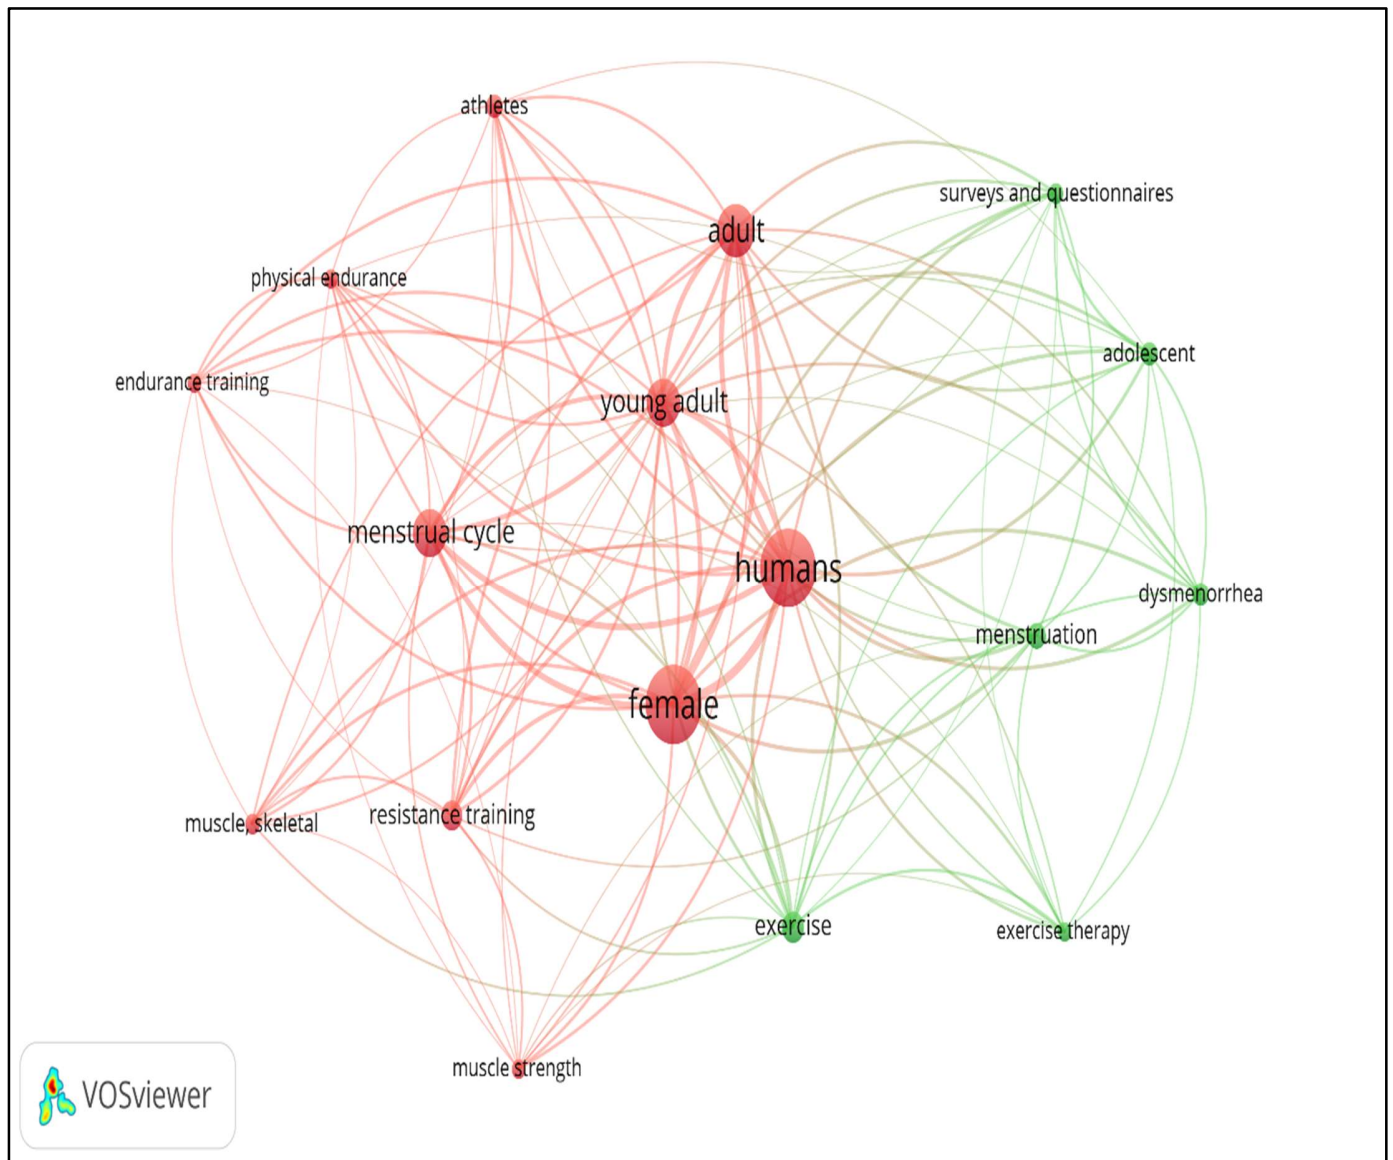 athletes
surveys and questionnaires
adult
physical endurance
adolescent
endurance training
young adult
menstrual cycle
humans
dysmenorrhea
menstruation
female
resistance training
muscle, skeletal
exercise
exercise therapy
muscle strength
VOSviewer